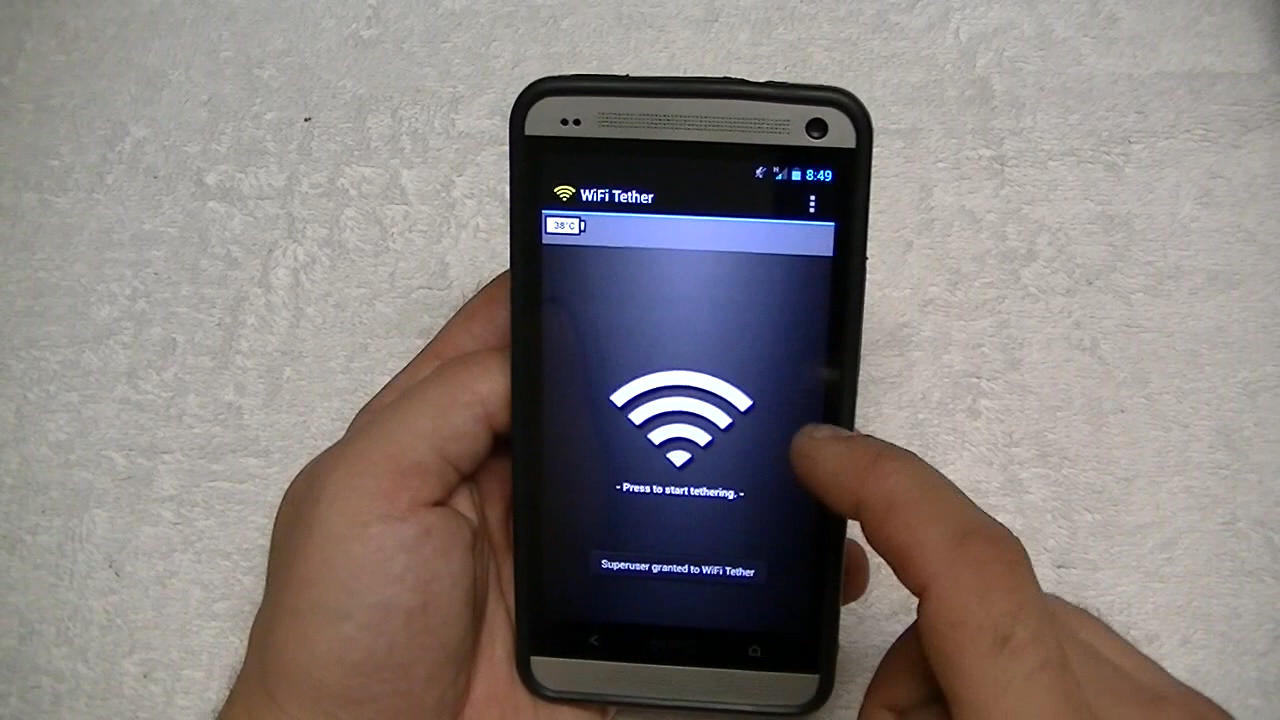 8:49
WiFi Tether
38°C
- Press to start tethering. -
Superuser granted to WiFi Tether